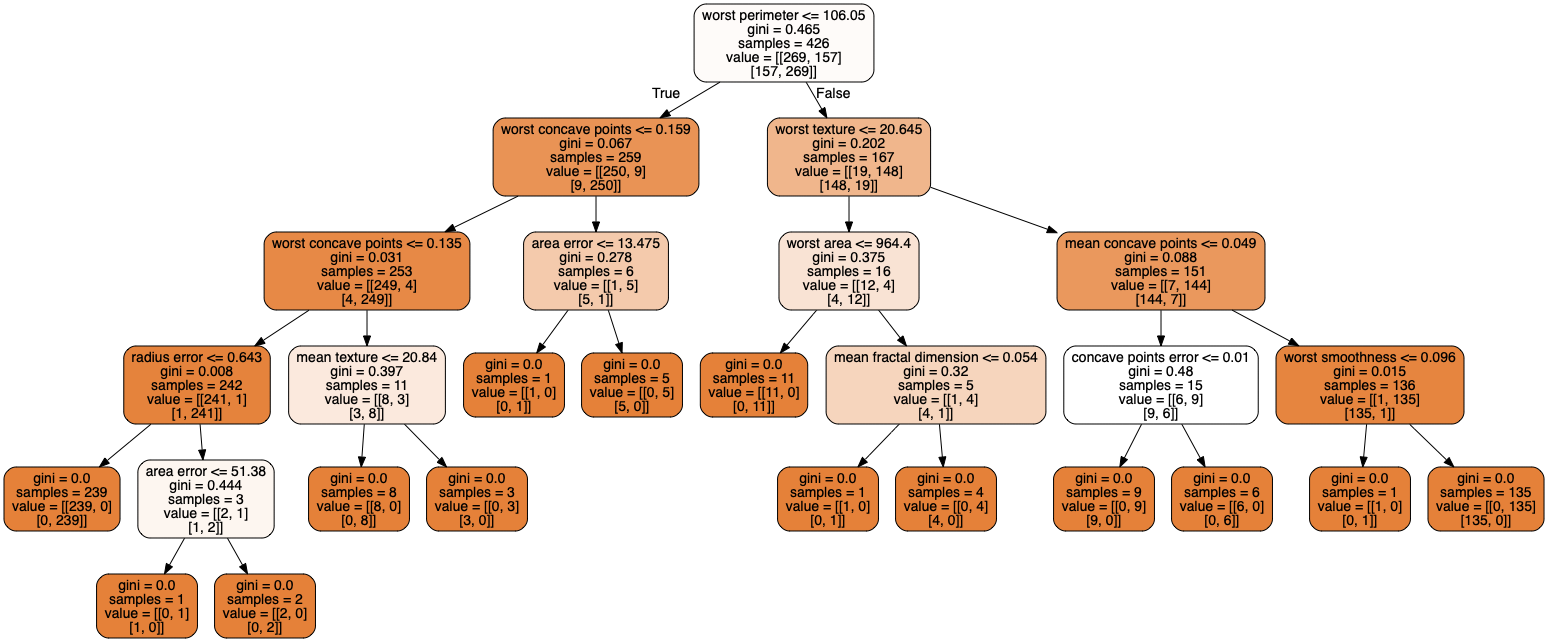 worst perimeter <= 106.05
gini = 0.465
samples = 426
value = [[269, 157]
[157, 269]]
True
False
worst concave points <= 0.159
gini = 0.067
samples = 259
value = [[250, 9]
[9, 250]]
worst texture <= 20.645
gini = 0.202
samples = 167
value = [[19, 148]
[148, 19]]
worst concave points <= 0.135
gini = 0.031
samples = 253
value = [[249, 4]
[4, 249]]
area error <= 13.475
gini = 0.278
samples = 6
value = [[1, 5]
[5, 1]]
worst area <= 964.4
gini = 0.375
samples = 16
value = [[12, 4]
[4, 12]]
mean concave points <= 0.049
gini = 0.088
samples = 151
value = [[7, 144]
[144, 7]]
radius error <= 0.643
gini = 0.008
samples = 242
value = [[241, 1]
[1, 241]]
mean texture <= 20.84
gini = 0.397
samples = 11
value = [[8, 3]
[3, 8]]
gini = 0.0
samples = 1
value = [[1, 0]
[0, 1]]
gini = 0.0
samples = 5
value = [[0, 5]
[5, 0]]
gini = 0.0
samples = 11
value = [[11, 0]
[0, 11]]
mean fractal dimension <= 0.054
gini = 0.32
samples = 5
value = [[1, 4]
[4, 1]]
concave points error <= 0.01
gini = 0.48
samples = 15
value = [[6, 9]
[9, 6]]
worst smoothness <= 0.096
gini = 0.015
samples = 136
value = [[1, 135]
[135, 1]]
gini = 0.0
samples = 239
value = [[239, 0]
[0, 239]]
area error <= 51.38
gini = 0.444
samples = 3
value = [[2, 1]
[1, 2]]
gini = 0.0
samples = 8
value = [[8, 0]
[0, 8]]
gini = 0.0
samples = 3
value = [[0, 3]
[3, 0]]
gini = 0.0
samples = 1
value = [[1, 0]
[0, 1]]
gini = 0.0
samples = 4
value = [[0, 4]
[4, 0]]
gini = 0.0
samples = 9
value = [[0, 9]
[9, 0]]
gini = 0.0
samples = 6
value = [[6, 0]
[0, 6]]
gini = 0.0
samples = 1
value = [[1, 0]
[0, 1]]
gini = 0.0
samples = 135
value = [[0, 135]
[135, 0]]
gini = 0.0
samples = 1
value = [[0, 1]
[1, 0]]
gini = 0.0
samples = 2
value = [[2, 0]
[0, 2]]